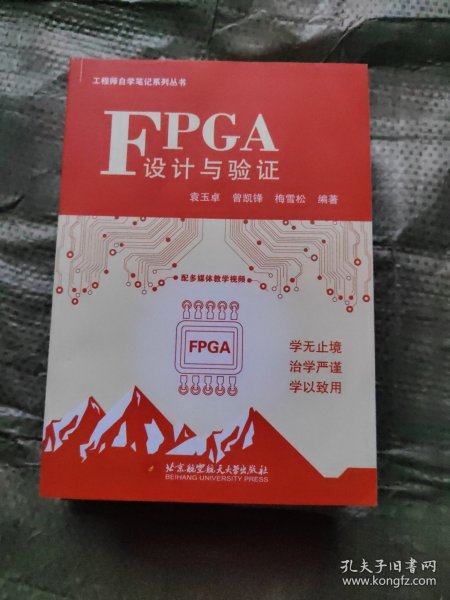 工程师自学笔记系列丛书
FPGA
设计与验证
袁玉卓 曾凯锋 梅雪松 编著
配多媒体教学视频
FPGA
学无止境
治学严谨
学以致用
北京航空航天大学出版社
BEIHANG UNIVERSITY PRESS
孔夫子旧书网
www.kongfz.com